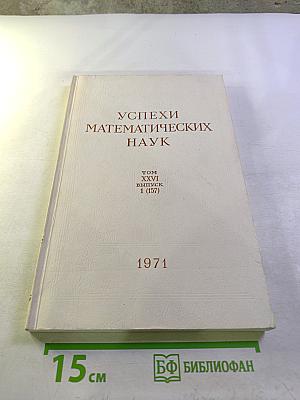 УСПЕХИ
МАТЕМАТИЧЕСКИХ
НАУК
ТОМ
XXVI
ВЫПУСК
1 (157)
1971
15 см
БФ БИБЛИОФАН